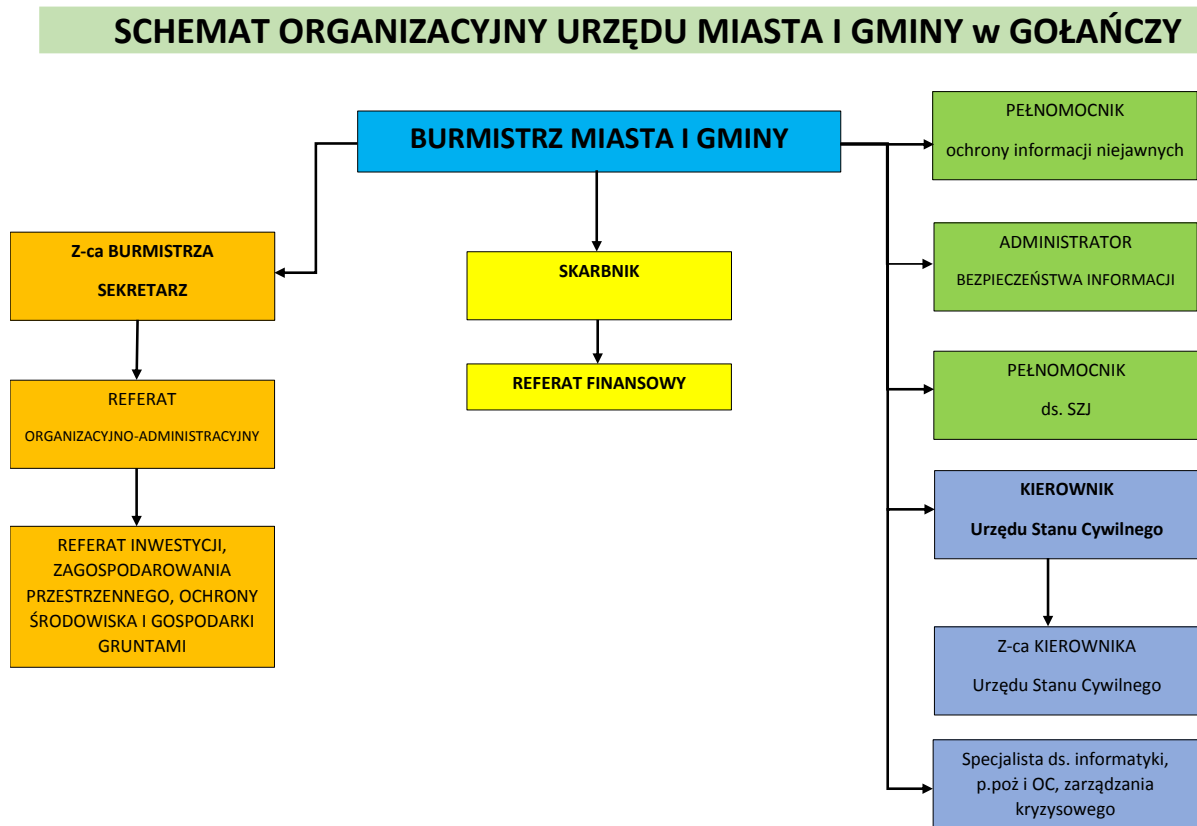 SCHEMAT ORGANIZACYJNY URZĘDU MIASTA I GMINY w GOŁAŃCZY
BURMISTRZ MIASTA I GMINY
Z-ca BURMISTRZA
SEKRETARZ
REFERAT
ORGANIZACYJNO-ADMINISTRACYJNY
REFERAT INWESTYCJI,
ZAGOSPODAROWANIA
PRZESTRZENNEGO, OCHRONY
ŚRODOWISKA I GOSPODARKI
GRUNTAMI
SKARBNIK
REFERAT FINANSOWY
PEŁNOMOCNIK
ochrony informacji niejawnych
ADMINISTRATOR
BEZPIECZEŃSTWA INFORMACJI
PEŁNOMOCNIK
ds. SZJ
KIEROWNIK
Urzędu Stanu Cywilnego
Z-ca KIEROWNIKA
Urzędu Stanu Cywilnego
Specjalista ds. informatyki,
p.poż i OC, zarządzania
kryzysowego